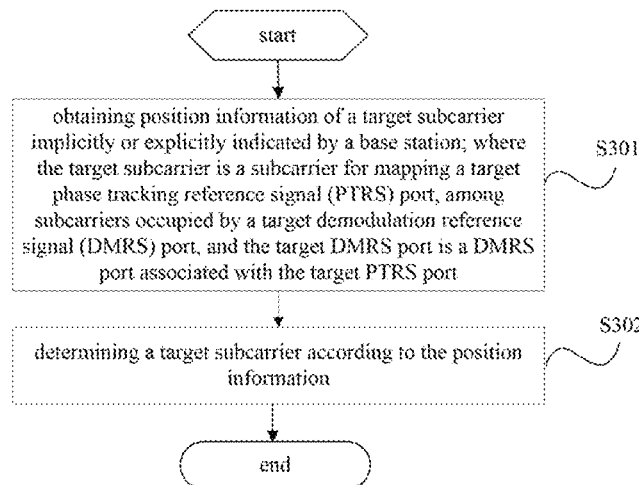 start
obtaining position information of a target subcarrier
implicitly or explicitly indicated by a base station; where
the target subcarrier is a subcarrier for mapping a target
phase tracking reference signal (PTRS) port, among
subcarriers occupied by a target demodulation reference
signal (DMRS) port, and the target DMRS port is a DMRS
port associated with the target PTRS port
S301
determining a target subcarrier according to the position
information
S302
end